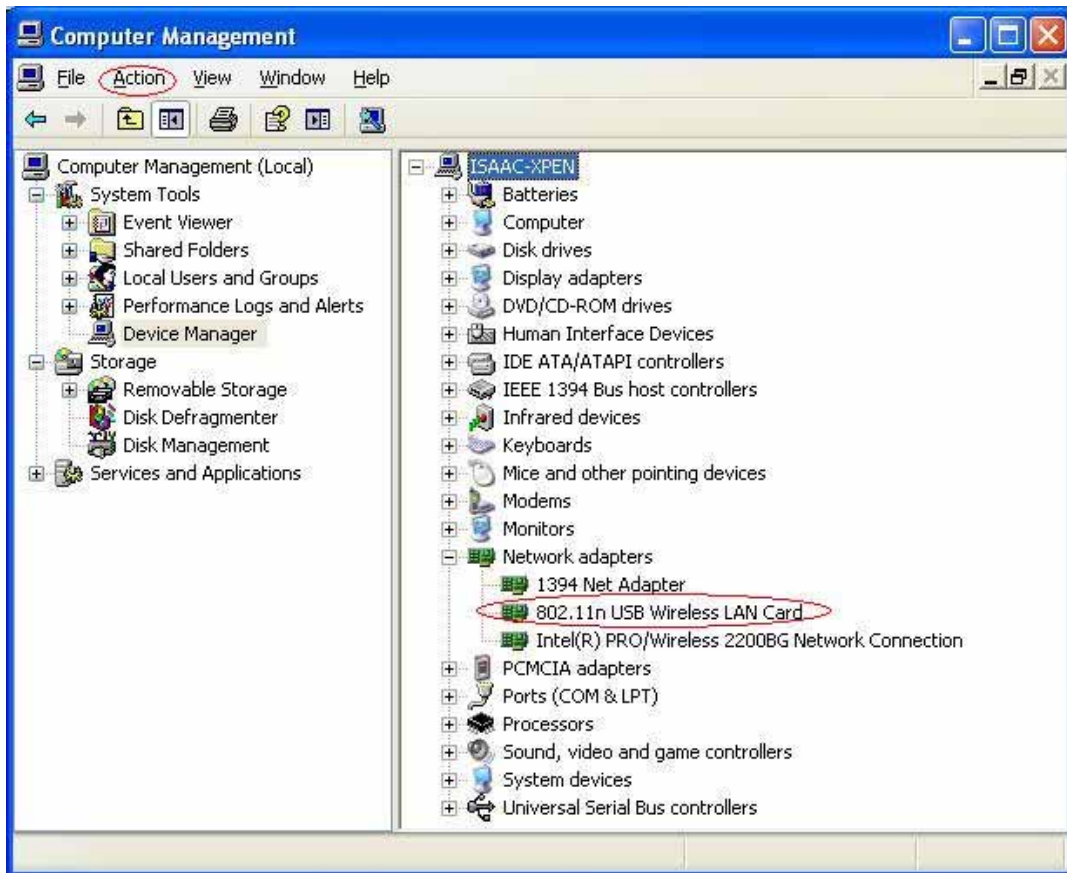 Computer Management
File Action View Window Help
Computer Management (Local)
System Tools
Event Viewer
Shared Folders
Local Users and Groups
Performance Logs and Alerts
Device Manager
Storage
Removable Storage
Disk Defragmenter
Disk Management
Services and Applications
ISAAC-XPEN
Batteries
Computer
Disk drives
Display adapters
DVD/CD-ROM drives
Human Interface Devices
IDE ATA/ATAPI controllers
IEEE 1394 Bus host controllers
Infrared devices
Keyboards
Mice and other pointing devices
Modems
Monitors
Network adapters
1394 Net Adapter
802.11n USB Wireless LAN Card
Intel(R) PRO/Wireless 2200BG Network Connection
PCMCIA adapters
Ports (COM & LPT)
Processors
Sound, video and game controllers
System devices
Universal Serial Bus controllers